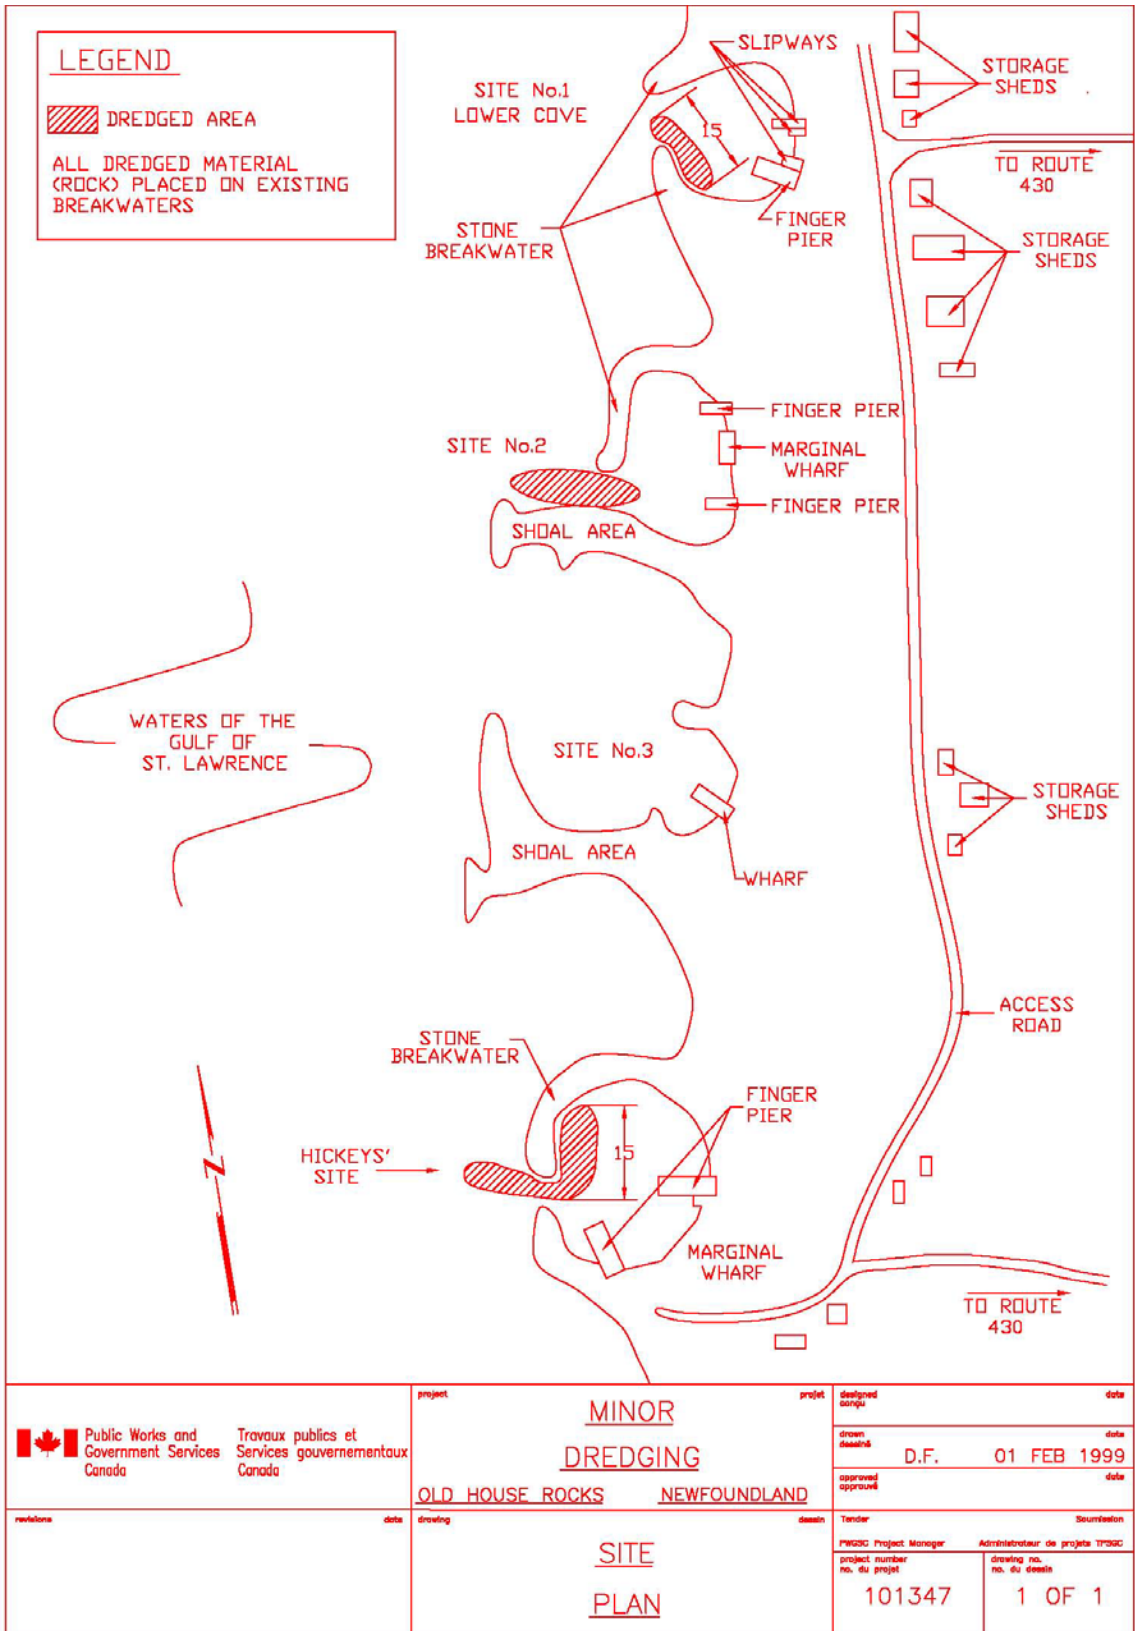 LEGEND
DREDGED AREA
ALL DREDGED MATERIAL
(ROCK) PLACED ON EXISTING
BREAKWATERS
SLIPWAYS
SITE No.1
LOWER COVE
15
STORAGE
SHEDS
TO ROUTE
430
STONE
BREAKWATER
FINGER
PIER
STORAGE
SHEDS
FINGER PIER
SITE No.2
MARGINAL
WHARF
FINGER PIER
SHOAL AREA
WATERS OF THE
GULF OF
ST. LAWRENCE
SITE No.3
STORAGE
SHEDS
SHOAL AREA
WHARF
ACCESS
ROAD
STONE
BREAKWATER
FINGER
PIER
HICKEYS'
SITE
15
N
MARGINAL
WHARF
TO ROUTE
430
Public Works and
Government Services
Canada
Travaux publics et
Services gouvernementaux
Canada
project projet
MINOR
DREDGING
OLD HOUSE ROCKS NEWFOUNDLAND
designed date
conçu
drawn date
dessiné
D.F. 01 FEB 1999
approved date
approuvé
revisions date
drawing dessin
SITE
PLAN
Tender Soumission
PWGSC Project Manager Administrateur de projets TPSGC
project number
no. du projet
101347
drawing no.
no. du dessin
1 OF 1